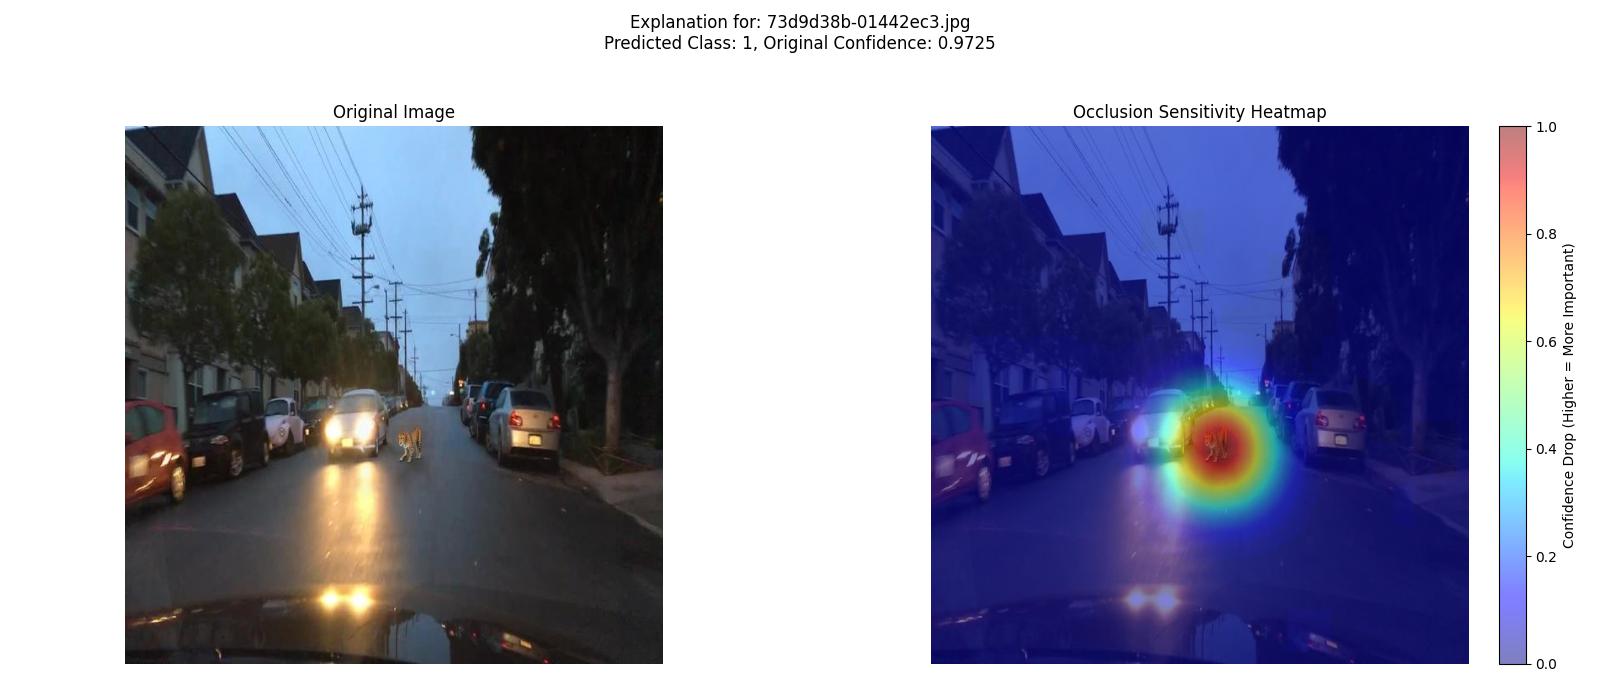 Explanation for: 73d9d38b-01442ec3.jpg
Predicted Class: 1, Original Confidence: 0.9725
Original Image
Occlusion Sensitivity Heatmap
1.0
0.8
0.6
0.4
0.2
0.0
Confidence Drop (Higher = More Important)